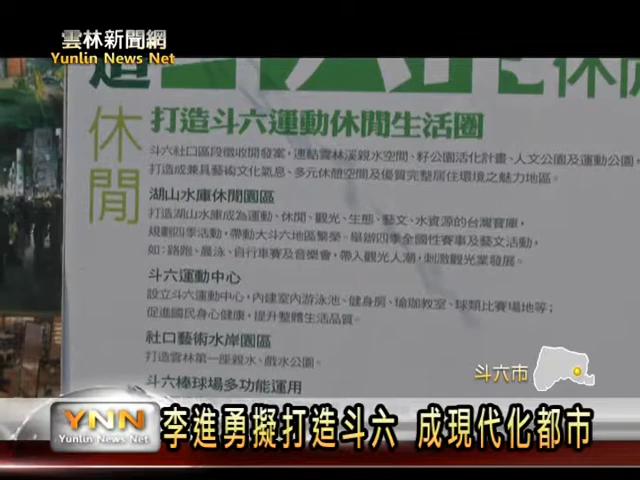 雲林新聞網
Yunlin News Net
休閒
休閒
打造斗六運動休閒生活圈
斗六社口區段徵收開發案，連結雲林溪親水空間、籽公園活化計畫、人文公園及運動公園，
打造成兼具藝術文化氣息、多元休憩空間及優質完整居住環境之魅力地區。
湖山水庫休閒園區
打造湖山水庫成為運動、休閒、觀光、生態、藝文、水資源的台灣寶庫，
規劃四季活動，帶動大斗六地區繁榮。舉辦四季全國性賽事及藝文活動，
如：路跑、晨泳、自行車賽及音樂會，帶入觀光人潮，刺激觀光業發展。
斗六運動中心
設立斗六運動中心，內建室內游泳池、健身房、瑜珈教室、球類比賽場地等；
促進國民身心健康，提升整體生活品質。
社口藝術水岸園區
打造雲林第一座親水、戲水公園。
斗六棒球場多功能運用
斗六市
YNN
Yunlin News Net
李進勇擬打造斗六 成現代化都市